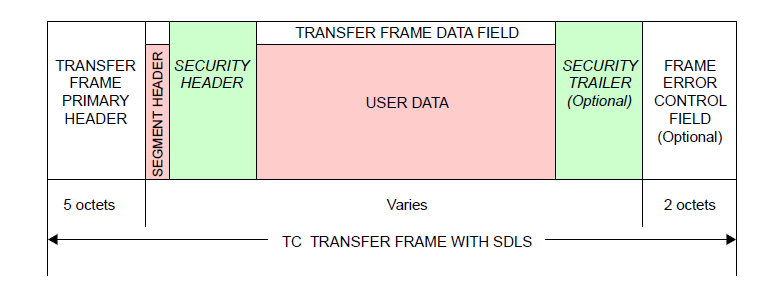 TRANSFER FRAME DATA FIELD
TRANSFER
FRAME
PRIMARY
HEADER
SEGMENT HEADER
SECURITY
HEADER
USER DATA
SECURITY
TRAILER
(Optional)
FRAME
ERROR
CONTROL
FIELD
(Optional)
5 octets
Varies
2 octets
TC TRANSFER FRAME WITH SDLS